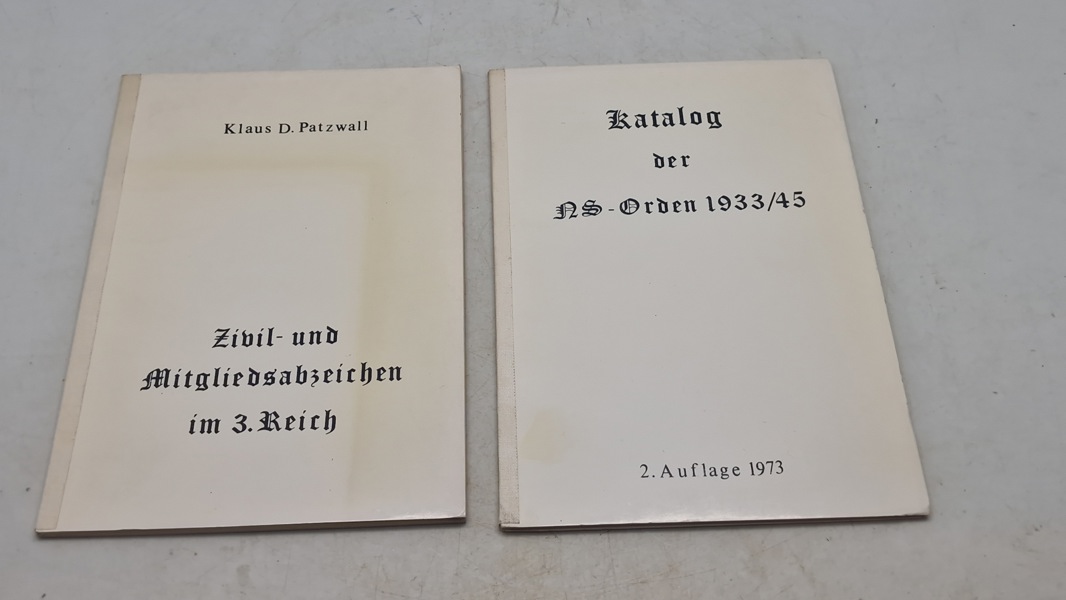 Klaus D. Patzwall
Zivil- und
Mitgliedsabzeichen
im 3. Reich
Katalog
der
NS-Orden 1933/45
2. Auflage 1973